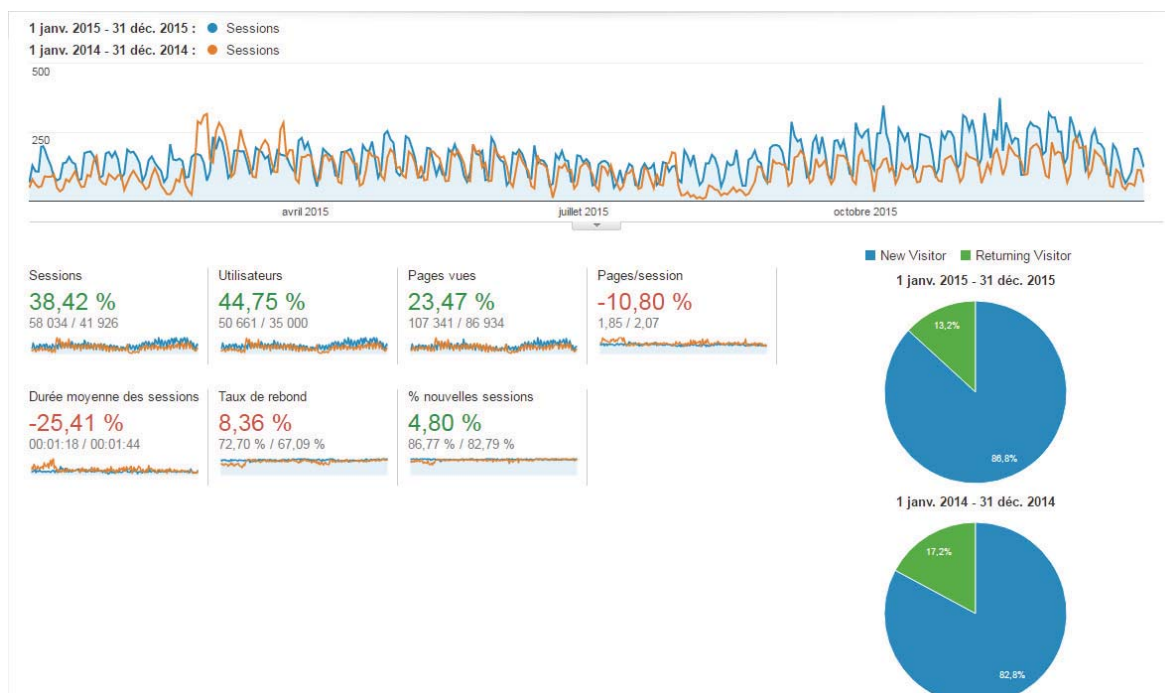 1 janv. 2015 - 31 déc. 2015 : Sessions
1 janv. 2014 - 31 déc. 2014 : Sessions
500
250
avril 2015 juillet 2015 octobre 2015
Sessions
38,42 %
58 034 / 41 926
Utilisateurs
44,75 %
50 661 / 35 000
Pages vues
23,47 %
107 341 / 86 934
Pages/session
-10,80 %
1,85 / 2,07
Durée moyenne des sessions
-25,41 %
00:01:18 / 00:01:44
Taux de rebond
8,36 %
72,70 % / 67,09 %
% nouvelles sessions
4,80 %
86,77 % / 82,79 %
New Visitor Returning Visitor
1 janv. 2015 - 31 déc. 2015
13,2%
86,8%
1 janv. 2014 - 31 déc. 2014
17,2%
82,8%